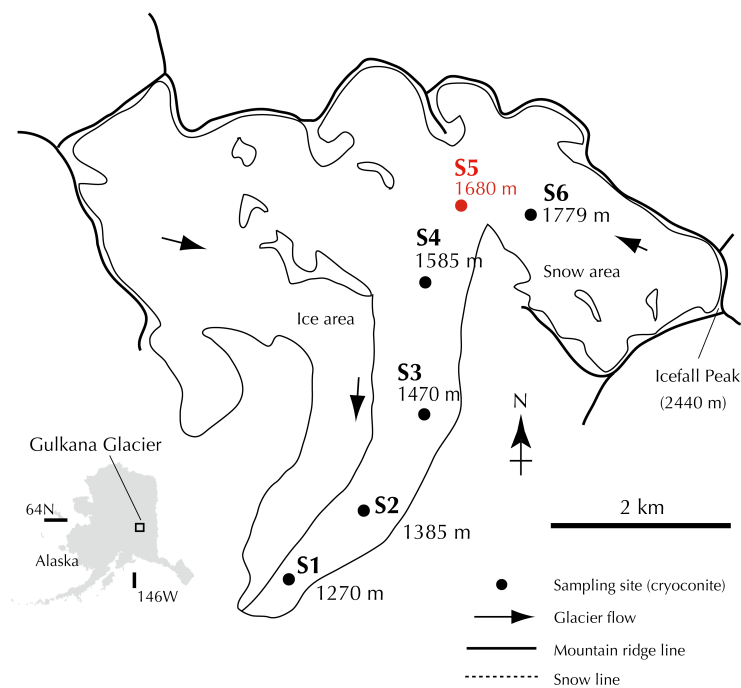 S5
1680 m
S6
1779 m
S4
1585 m
Snow area
Ice area
S3
1470 m
Icefall Peak
(2440 m)
N
Gulkana Glacier
64N
Alaska
146W
S2
1385 m
2 km
S1
1270 m
Sampling site (cryoconite)
Glacier flow
Mountain ridge line
Snow line